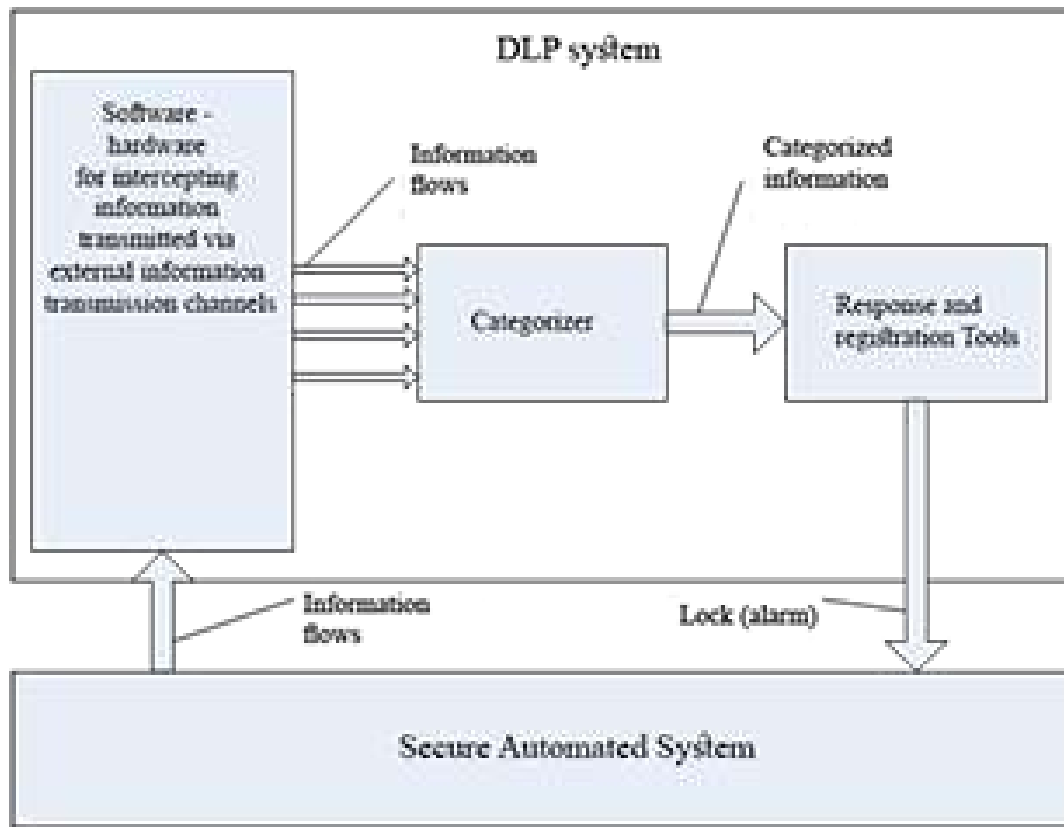 DLP system
Software -
hardware
for intercepting
information
transmitted via
external information
transmission channels
Information
flows
Categorized
information
Categorizer
Response and
registration Tools
Information
flows
Lock (alarm)
Secure Automated System